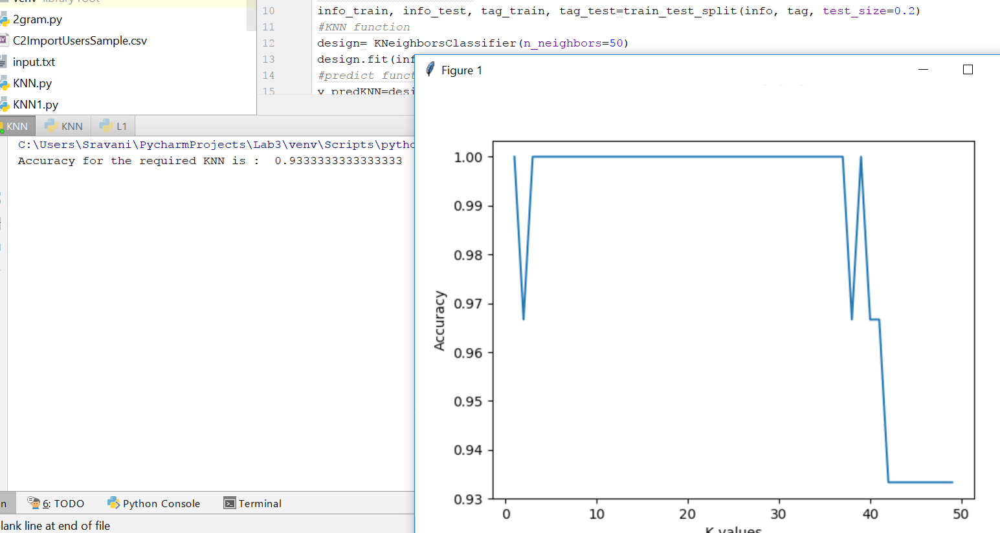 library root
2gram.py
C2ImportUsersSample.csv
input.txt
KNN.py
KNN1.py
10 info_train, info_test, tag_train, tag_test=train_test_split(info, tag, test_size=0.2)
11 #KNN function
12 design= KNeighborsClassifier(n_neighbors=50)
13 design.fit(inf
14 #predict funct
15 y_predKNN=desi
KNN KNN L1
C:\Users\Sravani\PycharmProjects\Lab3\venv\Scripts\pytho
Accuracy for the required KNN is : 0.9333333333333333
Figure 1
1.00
0.99
0.98
0.97
0.96
0.95
0.94
0.93
Accuracy
0 10 20 30 40 50
K values
6: TODO Python Console Terminal
lank line at end of file